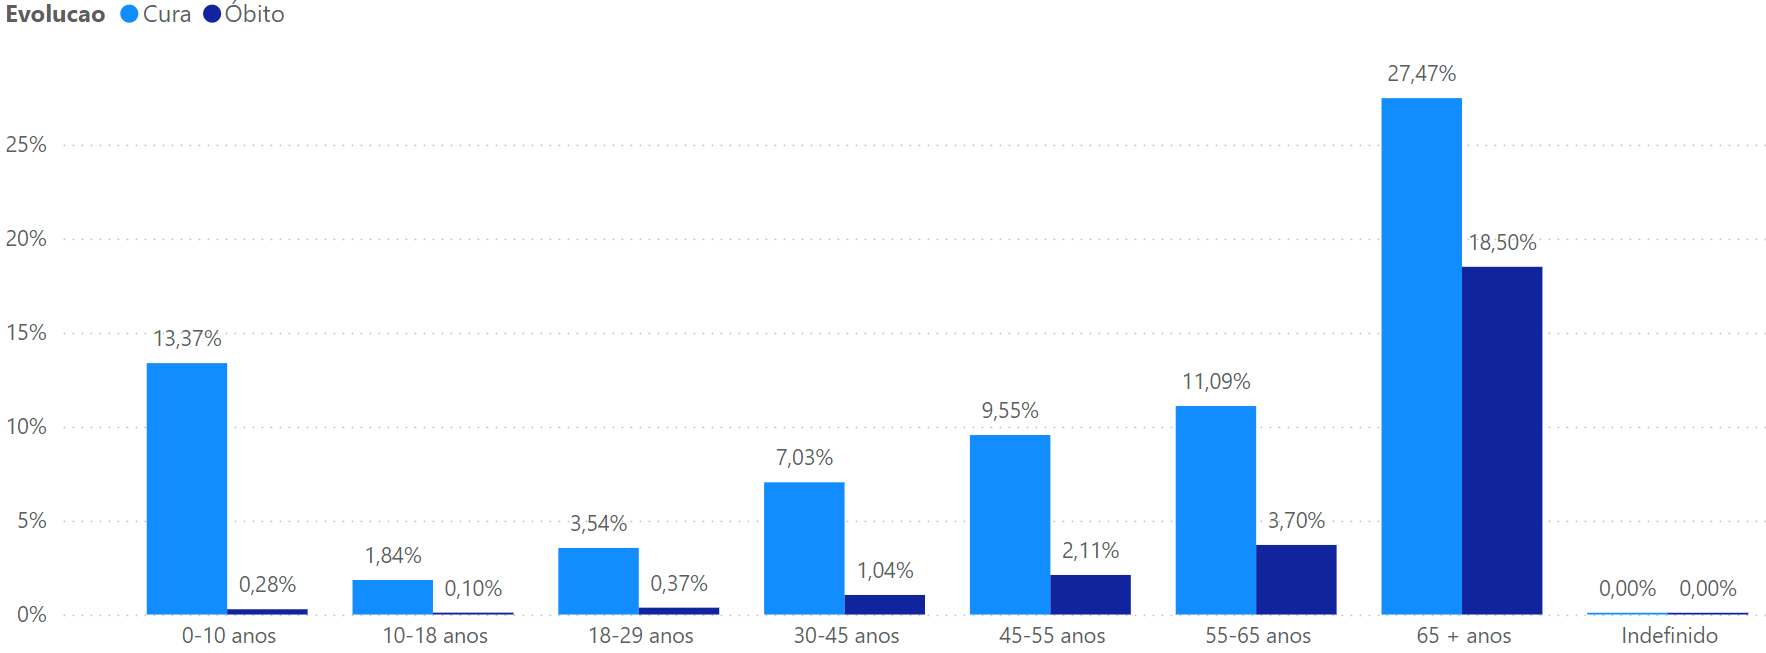 Evolucao Cura Óbito
27,47%
25%
20%
18,50%
15%
13,37%
11,09%
10%
9,55%
7,03%
5%
3,54%
3,70%
1,84%
2,11%
1,04%
0,28%
0,10%
0,37%
0,00%
0,00%
0%
0-10 anos
10-18 anos
18-29 anos
30-45 anos
45-55 anos
55-65 anos
65 + anos
Indefinido